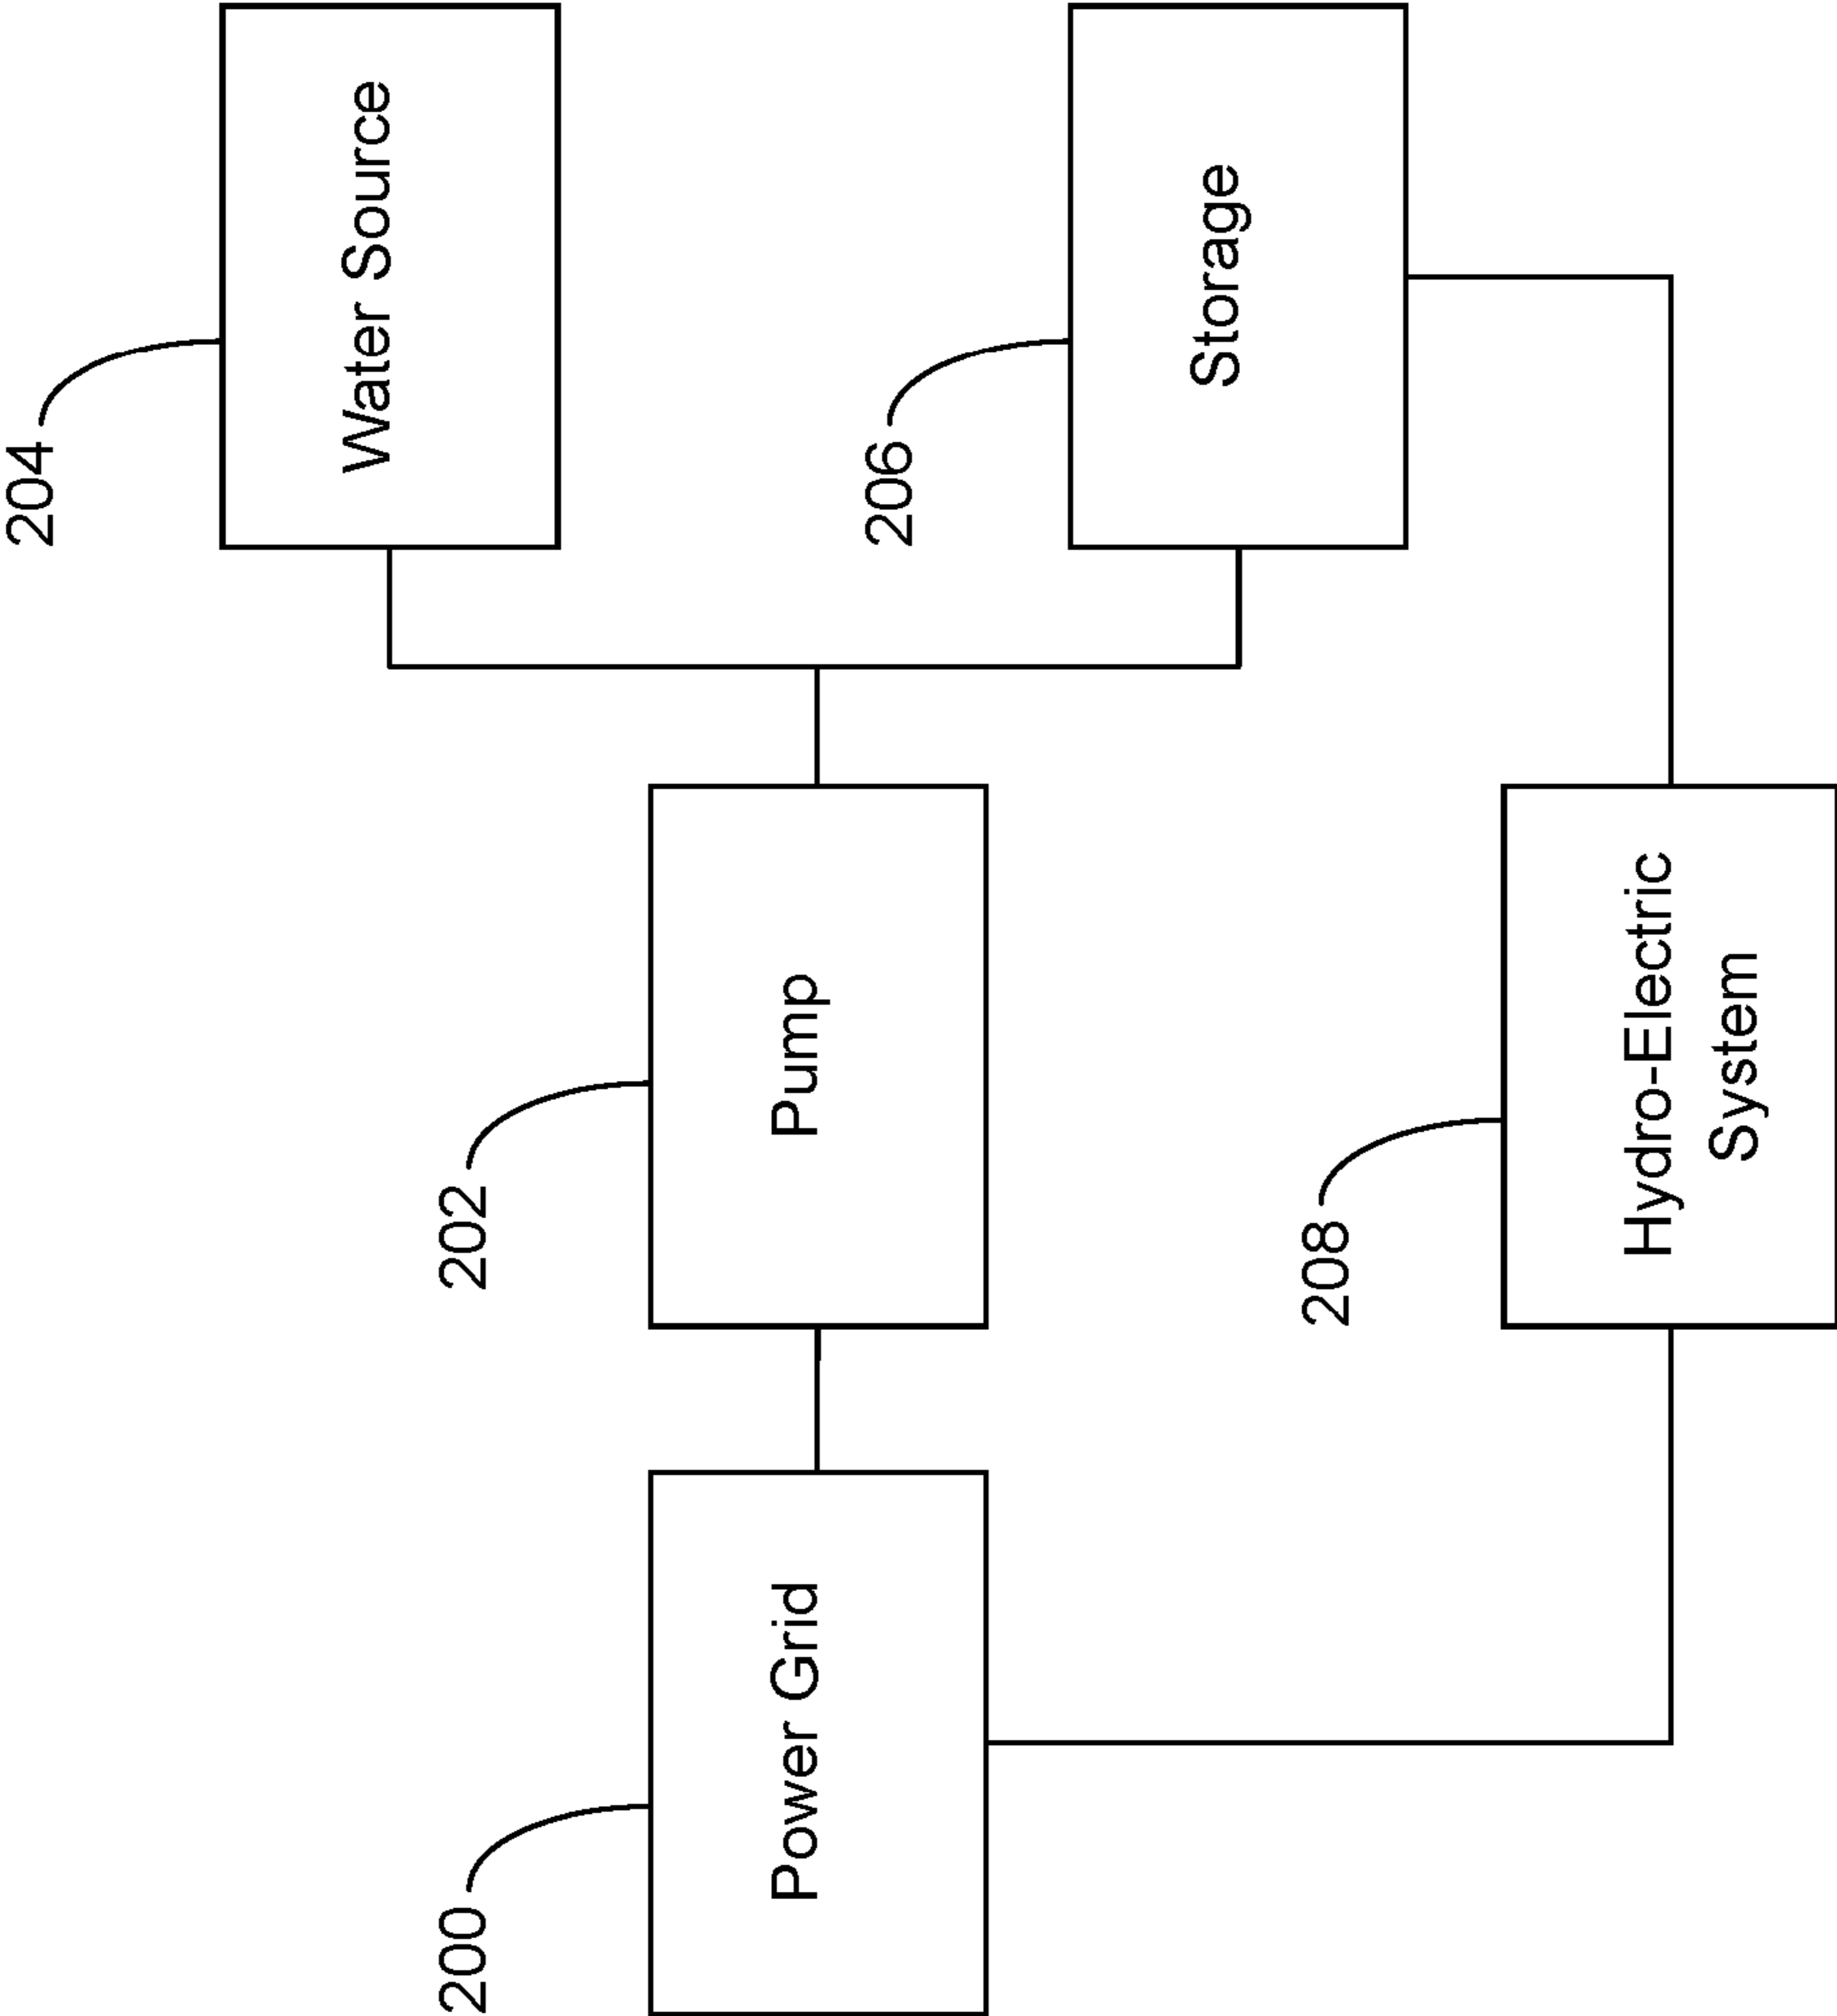 204
Water Source
202
200
Pump
Power Grid
206
Storage
208
Hydro-Electric
System